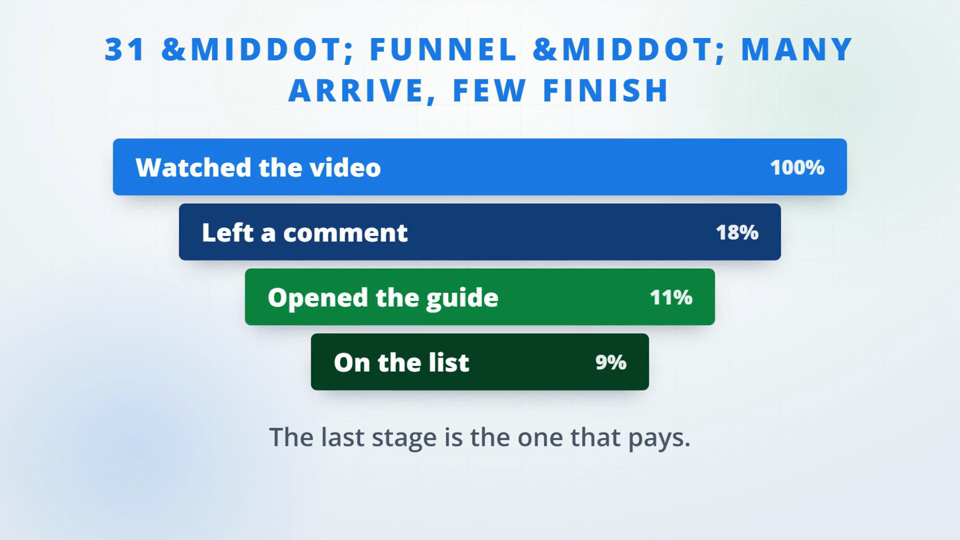 31 &MIDDOT; FUNNEL &MIDDOT; MANY
ARRIVE, FEW FINISH
Watched the video 100%
Left a comment 18%
Opened the guide 11%
On the list 9%
The last stage is the one that pays.